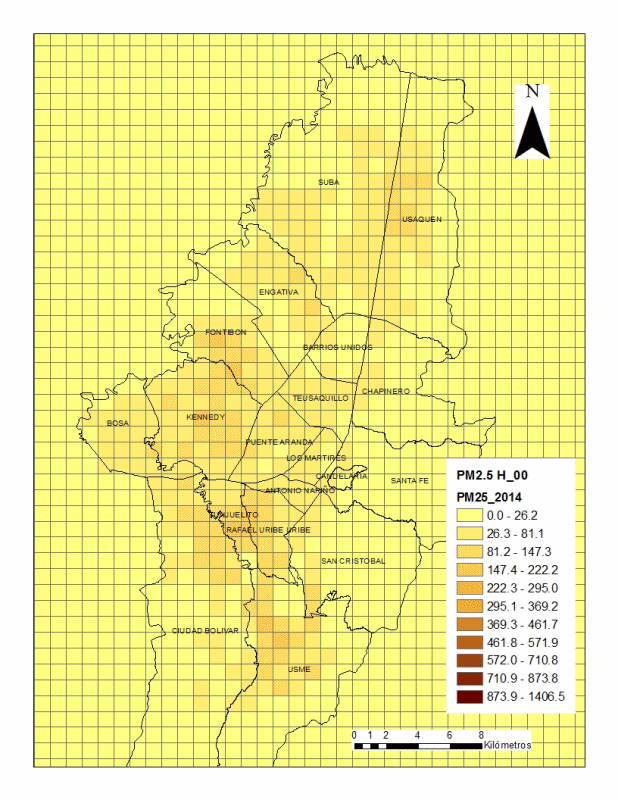 N
SUBA
USAQUEN
ENGATIVA
FONTIBON
BARRIOS UNIDOS
CHAPINERO
TEUSAQUILLO
KENNEDY
BOSA
PUENTE ARANDA
LOS MARTIRES
CANDELARIA
SANTA FE
ANTONIO NARIÑO
RAFAEL URIBE URIBE
SAN CRISTOBAL
CIUDAD BOLIVAR
USME
PM2.5 H_00
PM25_2014
0.0 - 26.2
26.3 - 81.1
81.2 - 147.3
147.4 - 222.2
222.3 - 295.0
295.1 - 369.2
369.3 - 461.7
461.8 - 571.9
572.0 - 710.8
710.9 - 873.8
873.9 - 1406.5
0 1 2 4 6 8
Kilómetros